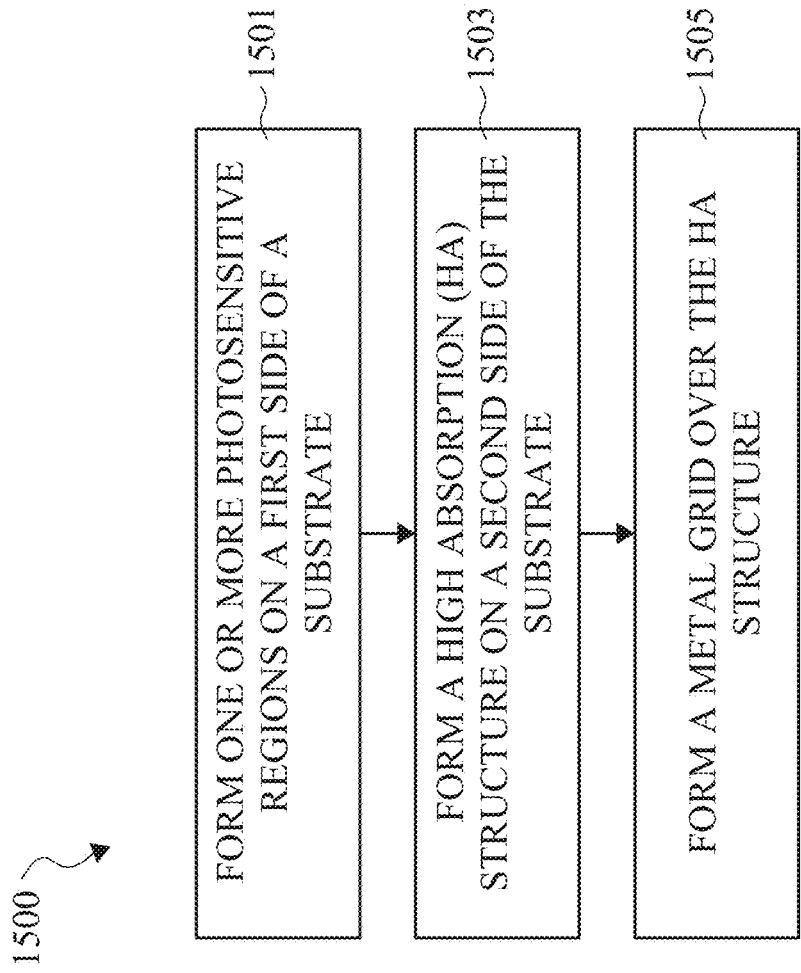 1500
FORM ONE OR MORE PHOTOSENSITIVE
REGIONS ON A FIRST SIDE OF A
SUBSTRATE
1501
FORM A HIGH ABSORPTION (HA)
STRUCTURE ON A SECOND SIDE OF THE
SUBSTRATE
1503
FORM A METAL GRID OVER THE HA
STRUCTURE
1505